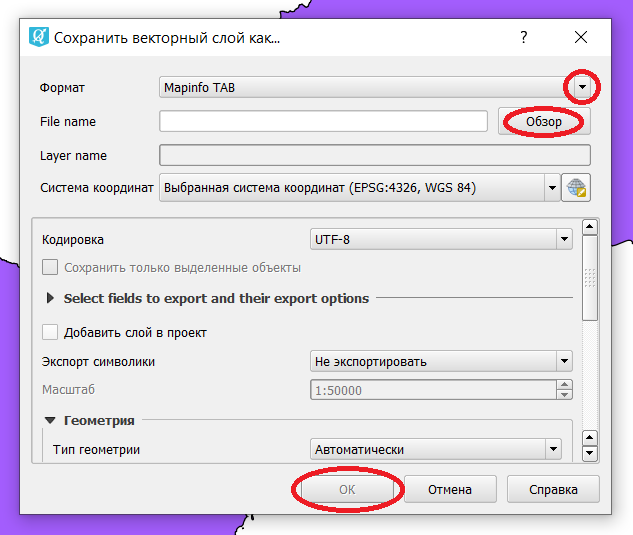 Сохранить векторный слой как...
?
Формат
Mapinfo TAB
File name
Обзор
Layer name
Система координат
Выбранная система координат (EPSG:4326, WGS 84)
Кодировка
UTF-8
Сохранить только выделенные объекты
Select fields to export and their export options
Добавить слой в проект
Экспорт символики
Не экспортировать
Масштаб
1:50000
Геометрия
Тип геометрии
Автоматически
ОК
Отмена
Справка